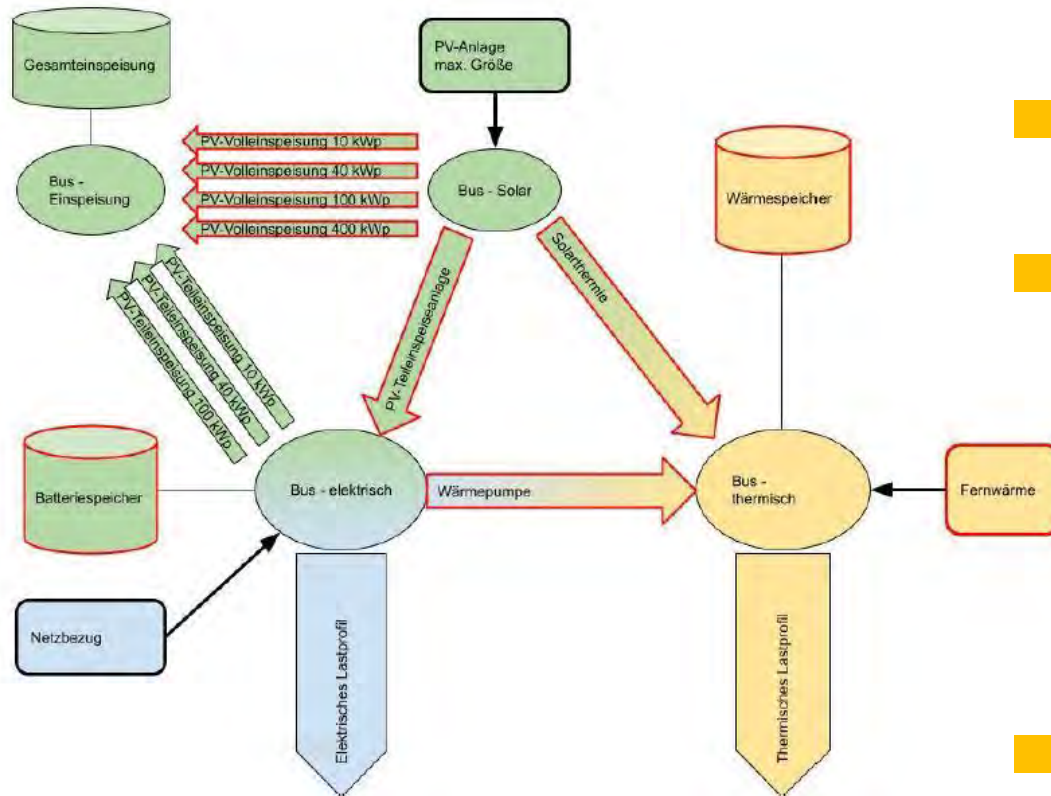 Gesamteinspeisung
PV-Anlage
max. Größe
PV-Volleinspeisung 10 kWp
PV-Volleinspeisung 40 kWp
PV-Volleinspeisung 100 kWp
PV-Volleinspeisung 400 kWp
Bus -
Einspeisung
Bus - Solar
Wärmespeicher
PV-Teileinspeisung 10 kWp
PV-Teileinspeisung 40 kWp
PV-Teileinspeisung 100 kWp
PV-Teileinspeiseanlage
Solarthermie
Batteriespeicher
Bus - elektrisch
Wärmepumpe
Bus -
thermisch
Fernwärme
Netzbezug
Elektrisches Lastprofil
Thermisches Lastprofil